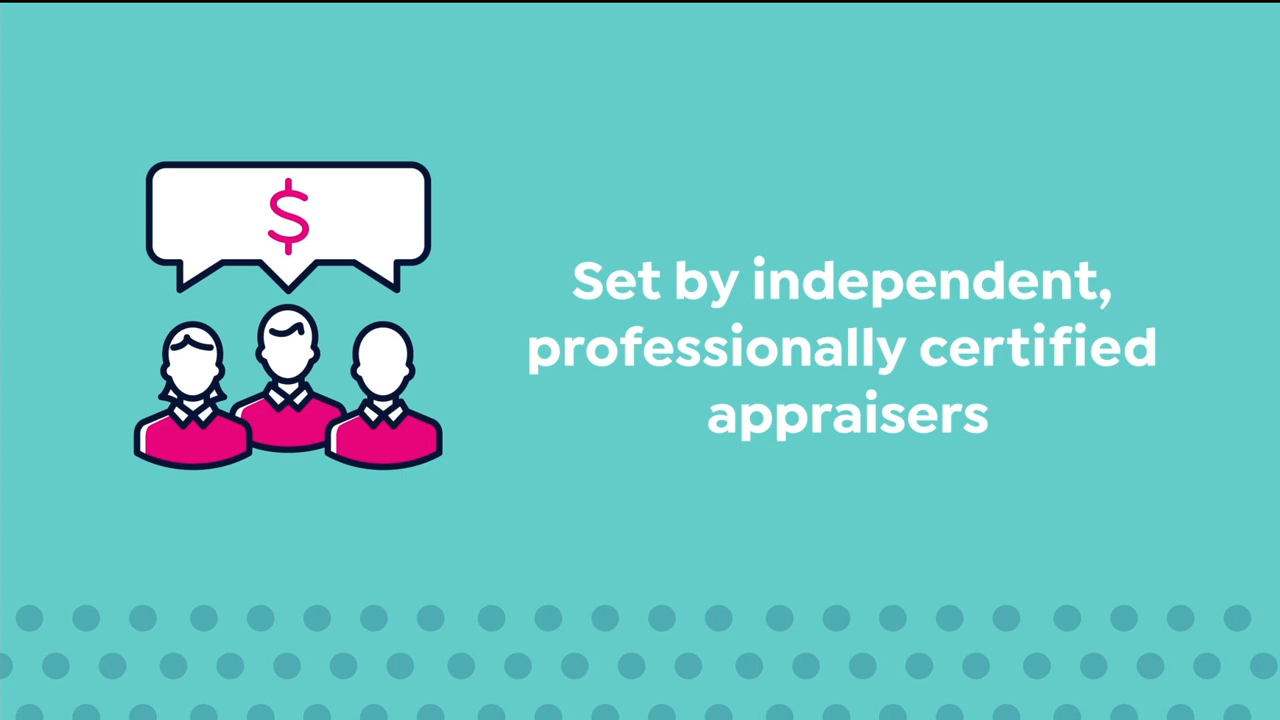 $
Set by independent,
professionally certified
appraisers